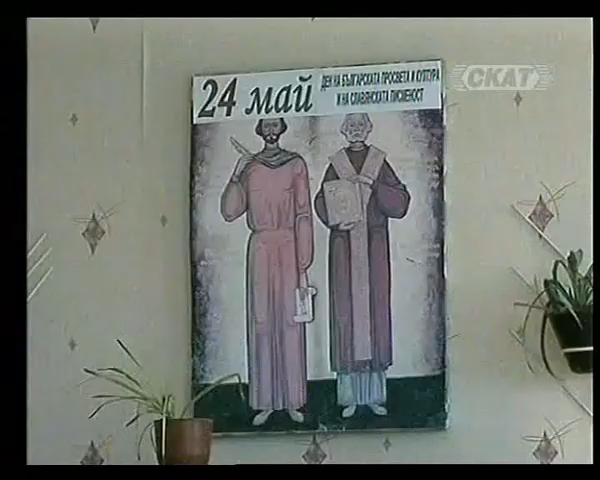 24 май
ДЕН НА БЪЛГАРСКАТА ПРОСВЕТА И КУЛТУРА
И НА СЛАВЯНСКАТА ПИСМЕНОСТ
СКАТ